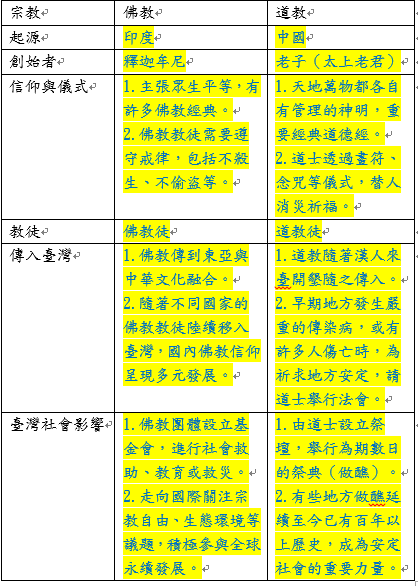 宗教 佛教 道教
起源 印度 中國
創始者 釋迦牟尼 老子（太上老君）
信仰與儀式
1.主張眾生平等，有
許多佛教經典。
2.佛教教徒需要遵
守戒律，包括不殺
生、不偷盜等。
1.天地萬物都各自
有管理的神明，重
要經典道德經。
2.道士透過畫符、
念咒等儀式，替人
消災祈福。
教徒 佛教徒 道教徒
傳入臺灣
1.佛教傳到東亞與
中華文化融合。
2.隨著不同國家的
佛教教徒陸續移入
臺灣，國內佛教信仰
呈現多元發展。
1.道教隨著漢人來
臺開墾隨之傳入。
2.早期地方發生嚴
重的傳染病，或有
許多人傷亡時，為
祈求地方安定，請
道士舉行法會。
臺灣社會影響
1.佛教團體設立基
金會，進行社會救
助、教育或救災。
2.走向國際關注宗
教自由、生態環境等
議題，積極參與全球
永續發展。
1.由道士設立祭
壇，舉行為期數日
的祭典（做醮）。
2.有些地方做醮延
續至今已有百年以
上歷史，成為安定
社會的重要力量。